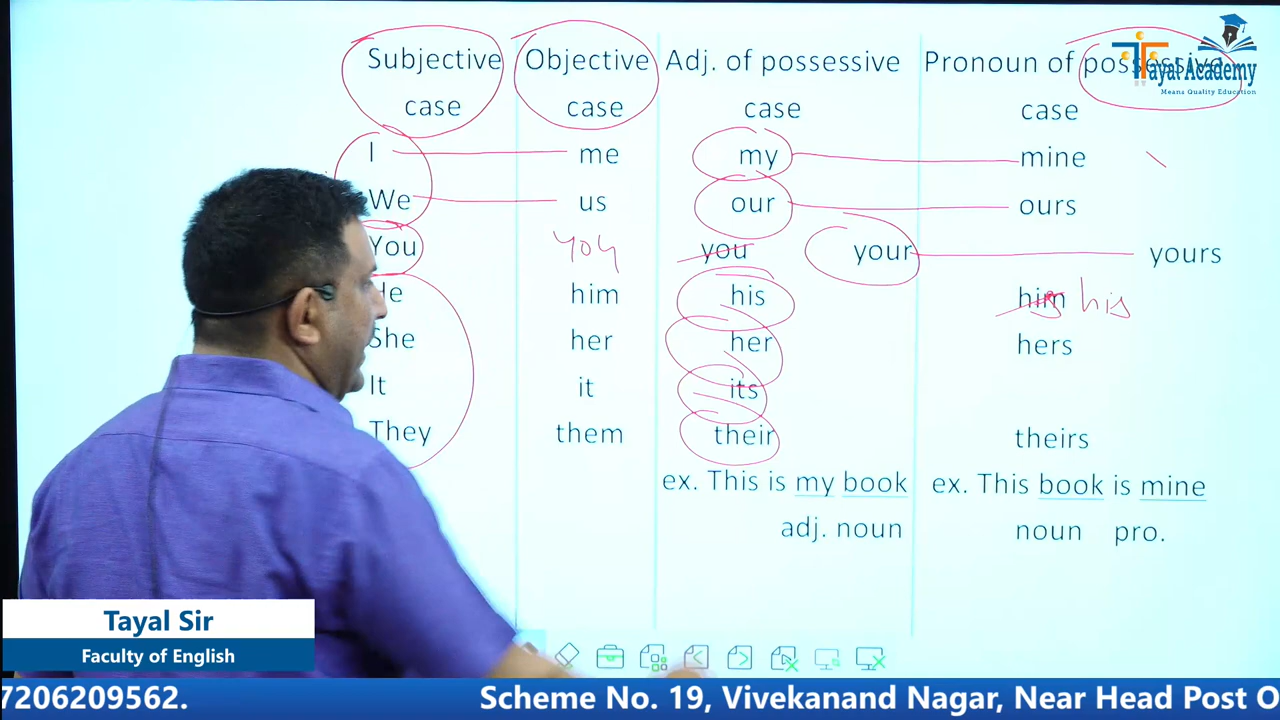 Subjective Objective Adj. of possessive Pronoun of possessive
case case case case
Tayal Academy
Means Quality Education
I me my mine
We us our ours
You you you your yours
He him his him his
She her her hers
It it its
They them their theirs
ex. This is my book ex. This book is mine
adj. noun noun pro.
Tayal Sir
Faculty of English
7206209562. Scheme No. 19, Vivekanand Nagar, Near Head Post O